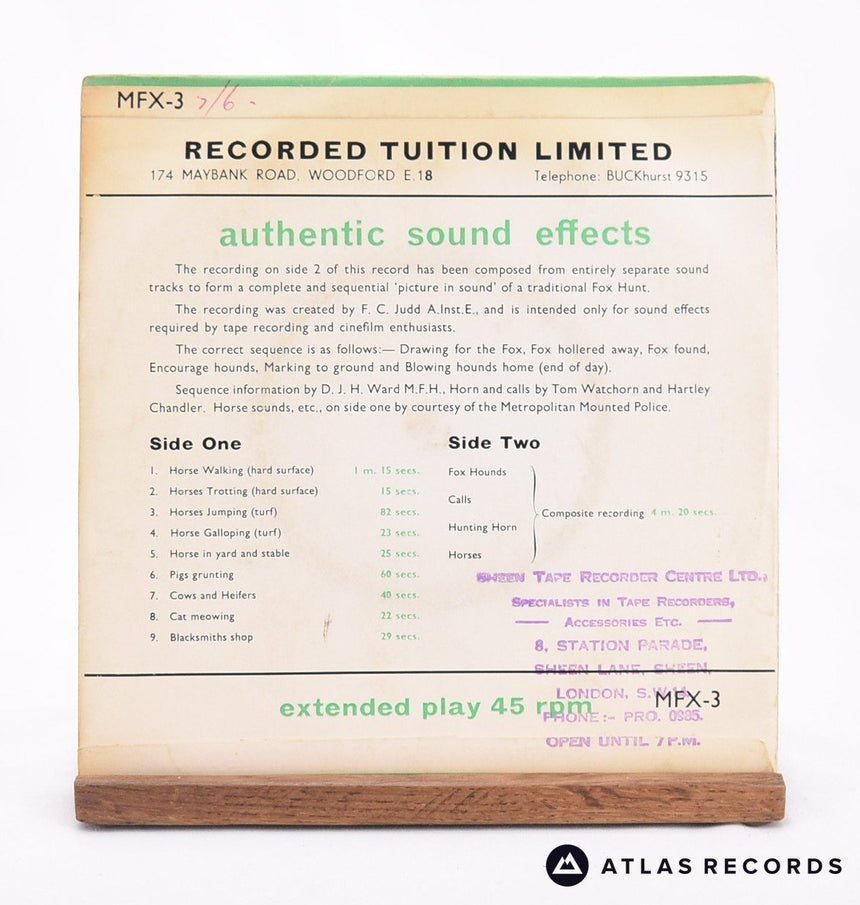 MFX-3 7/6 -
RECORDED TUITION LIMITED
174 MAYBANK ROAD, WOODFORD E.18 Telephone: BUCKhurst 9315
authentic sound effects
The recording on side 2 of this record has been composed from entirely separate sound
tracks to form a complete and sequential 'picture in sound' of a traditional Fox Hunt.
The recording was created by F. C. Judd A.Inst.E., and is intended only for sound effects
required by tape recording and cinefilm enthusiasts.
The correct sequence is as follows:— Drawing for the Fox, Fox hollered away, Fox found,
Encourage hounds, Marking to ground and Blowing hounds home (end of day).
Sequence information by D. J. H. Ward M.F.H., Horn and calls by Tom Watchorn and Hartley
Chandler. Horse sounds, etc., on side one by courtesy of the Metropolitan Mounted Police.
Side One
1. Horse Walking (hard surface) 1 m. 15 secs.
2. Horses Trotting (hard surface) 15 secs.
3. Horses Jumping (turf) 82 secs.
4. Horse Galloping (turf) 23 secs.
5. Horse in yard and stable 25 secs.
6. Pigs grunting 60 secs.
7. Cows and Heifers 40 secs.
8. Cat meowing 22 secs.
9. Blacksmiths shop 29 secs.
Side Two
Fox Hounds
Calls
Hunting Horn
Horses
Composite recording 4 m. 20 secs.
SHEEN TAPE RECORDER CENTRE LTD.,
SPECIALISTS IN TAPE RECORDERS,
— ACCESSORIES ETC. —
8, STATION PARADE,
SHEEN LANE, SHEEN,
LONDON, S.W.14.
PHONE:- PRO. 0985.
OPEN UNTIL 7 P.M.
extended play 45 rpm MFX-3
ATLAS RECORDS